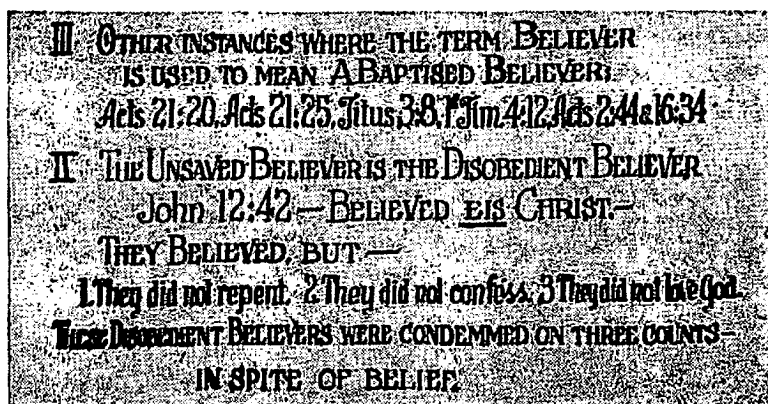 III OTHER INSTANCES WHERE THE TERM BELIEVER
IS USED TO MEAN A BAPTISED BELIEVER;
Acts 21:20, Acts 21:25, Titus 3:8, 1st Tim. 4:12, Acts 2:44 & 16:34
II THE UNSAVED BELIEVER IS THE DISOBEDIENT BELIEVER
John 12:42 — BELIEVED EIS CHRIST.—
THEY BELIEVED, BUT —
1. They did not repent. 2. They did not confess. 3 They did not love God.
THESE DISOBEDIENT BELIEVERS WERE CONDEMMED ON THREE COUNTS —
IN SPITE OF BELIEF.